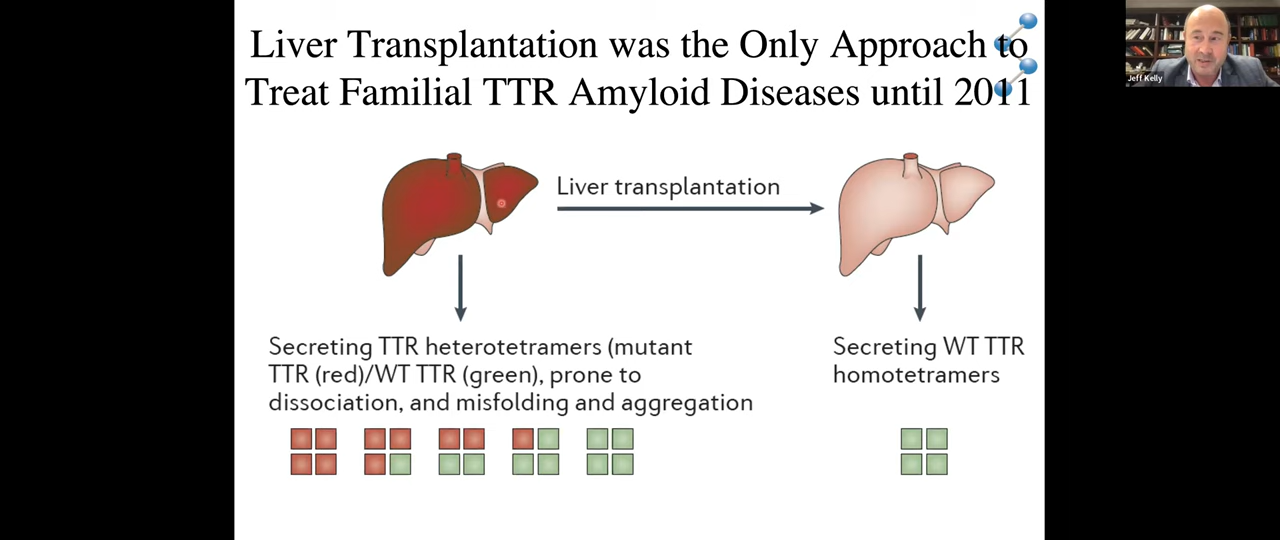 Liver Transplantation was the Only Approach to
Treat Familial TTR Amyloid Diseases until 2011
Jeff Kelly
Liver transplantation
Secreting TTR heterotetramers (mutant
TTR (red)/WT TTR (green), prone to
dissociation, and misfolding and aggregation
Secreting WT TTR
homotetramers